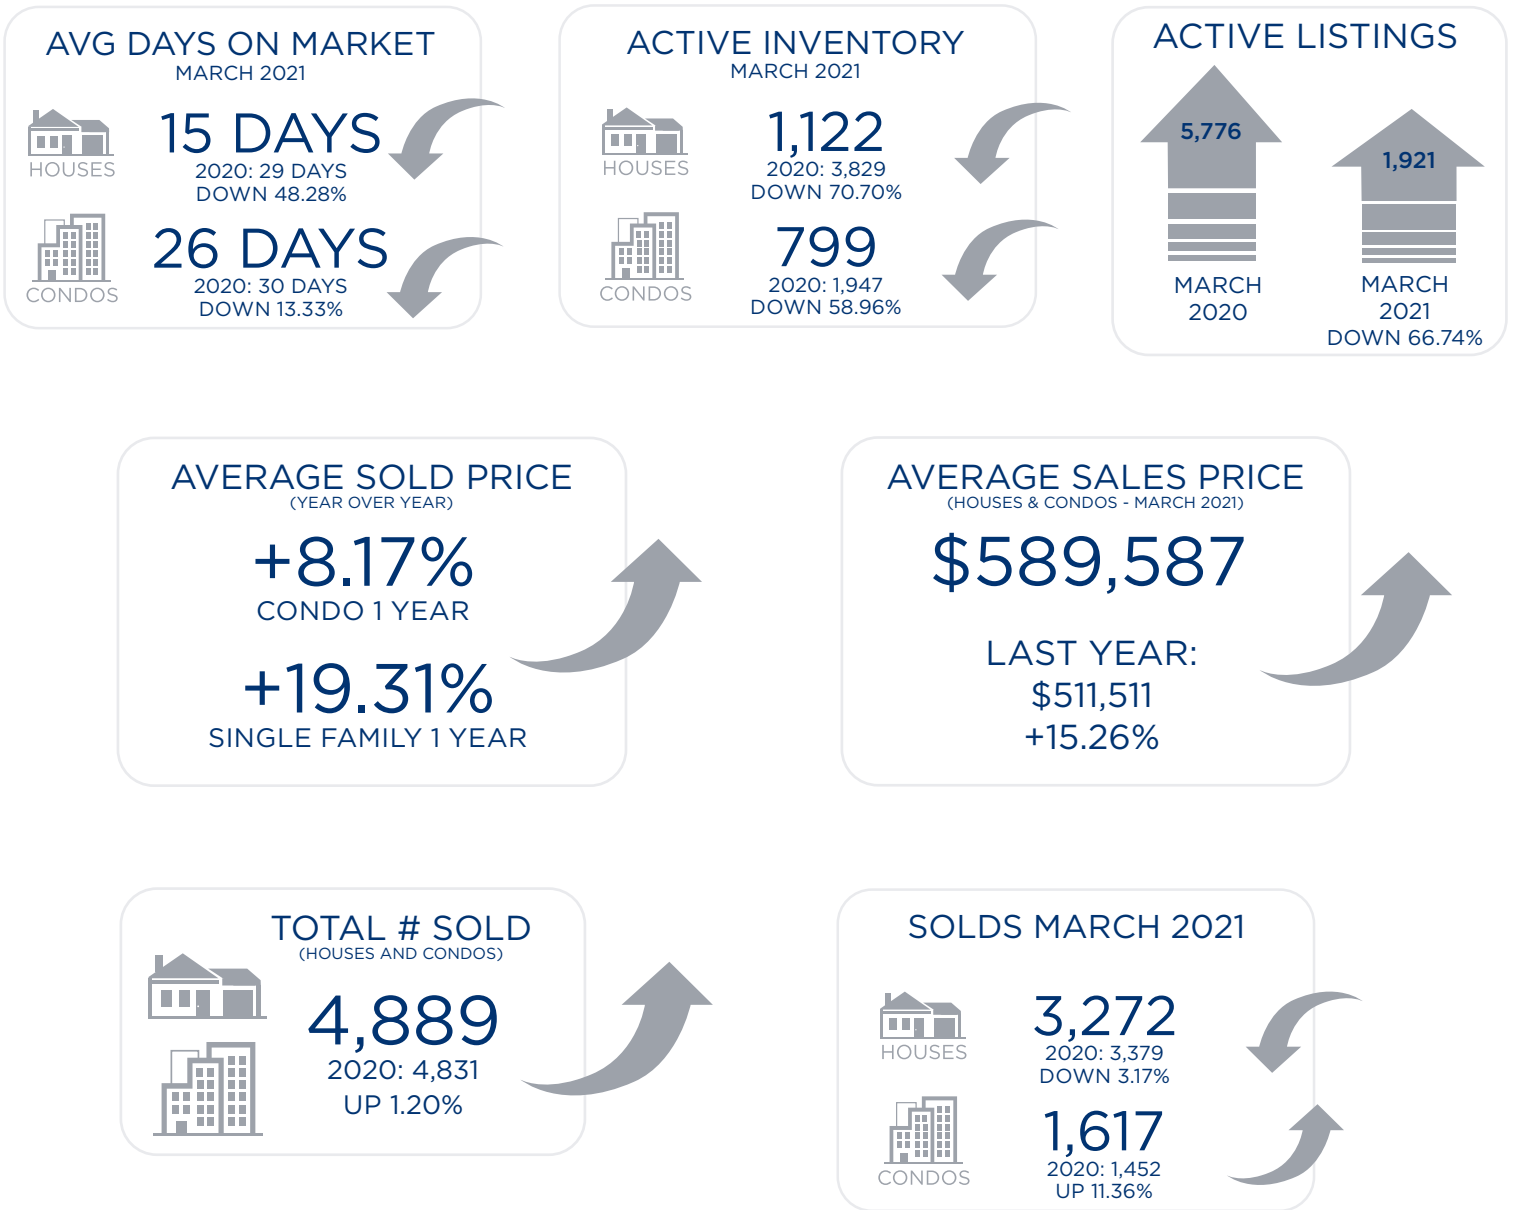 AVG DAYS ON MARKET
MARCH 2021
HOUSES
15 DAYS
2020: 29 DAYS
DOWN 48.28%
CONDOS
26 DAYS
2020: 30 DAYS
DOWN 13.33%
ACTIVE INVENTORY
MARCH 2021
HOUSES
1,122
2020: 3,829
DOWN 70.70%
CONDOS
799
2020: 1,947
DOWN 58.96%
ACTIVE LISTINGS
5,776
MARCH
2020
1,921
MARCH
2021
DOWN 66.74%
AVERAGE SOLD PRICE
(YEAR OVER YEAR)
+8.17%
CONDO 1 YEAR
+19.31%
SINGLE FAMILY 1 YEAR
AVERAGE SALES PRICE
(HOUSES & CONDOS - MARCH 2021)
$589,587
LAST YEAR:
$511,511
+15.26%
TOTAL # SOLD
(HOUSES AND CONDOS)
4,889
2020: 4,831
UP 1.20%
SOLDS MARCH 2021
HOUSES
3,272
2020: 3,379
DOWN 3.17%
CONDOS
1,617
2020: 1,452
UP 11.36%